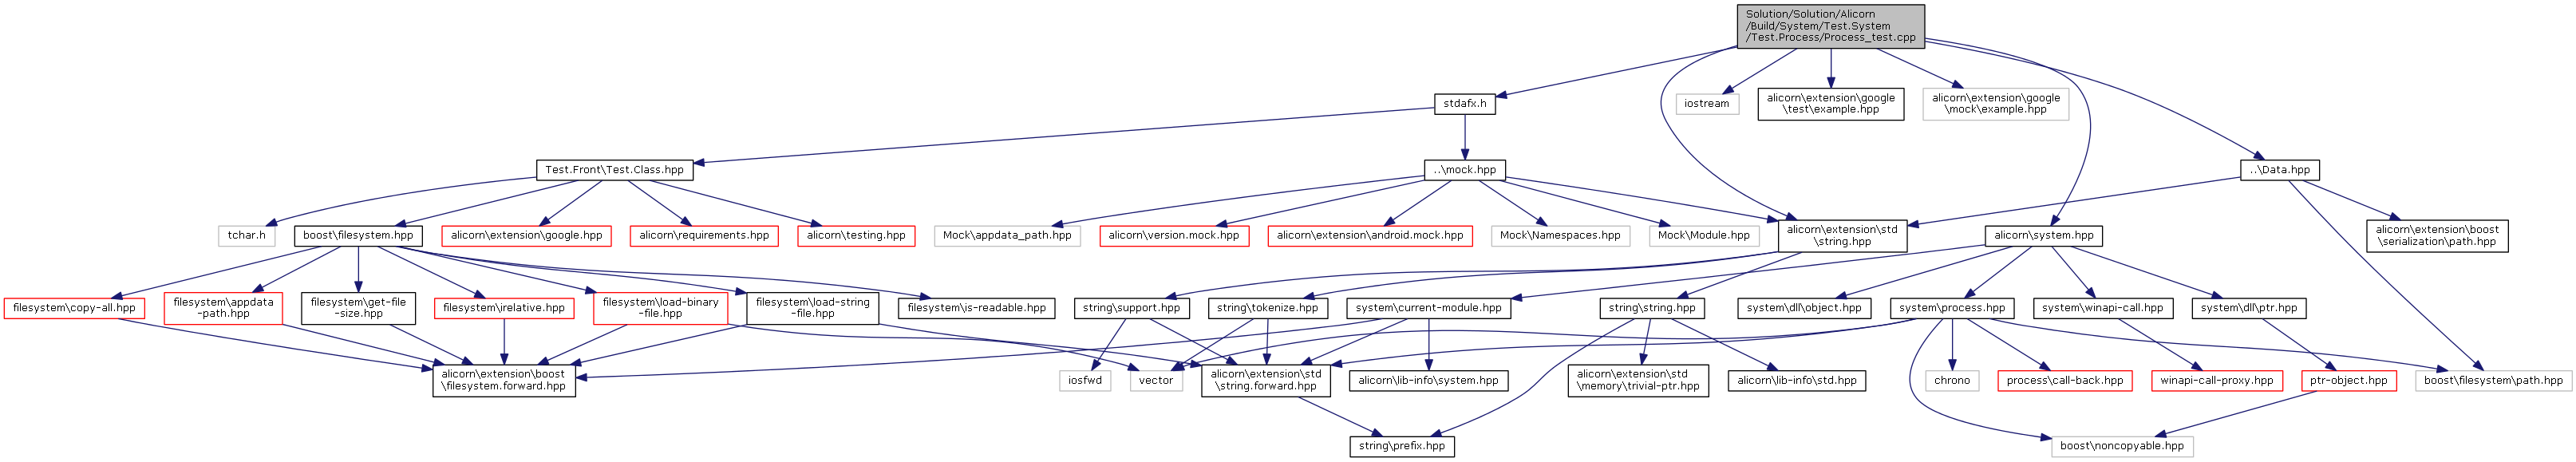 Solution/Solution/Alicorn
/Build/System/Test.System
/Test.Process/Process_test.cpp
stdafx.h
iostream
alicorn\extension\google
\test\example.hpp
alicorn\extension\google
\mock\example.hpp
Test.Front\Test.Class.hpp
..\mock.hpp
..\Data.hpp
tchar.h
boost\filesystem.hpp
alicorn\extension\google.hpp
alicorn\requirements.hpp
alicorn\testing.hpp
Mock\appdata_path.hpp
alicorn\version.mock.hpp
alicorn\extension\android.mock.hpp
Mock\Namespaces.hpp
Mock\Module.hpp
alicorn\extension\std
\string.hpp
alicorn\system.hpp
alicorn\extension\boost
\serialization\path.hpp
filesystem\copy-all.hpp
filesystem\appdata
-path.hpp
filesystem\get-file
-size.hpp
filesystem\irelative.hpp
filesystem\load-binary
-file.hpp
filesystem\load-string
-file.hpp
filesystem\is-readable.hpp
string\support.hpp
string\tokenize.hpp
system\current-module.hpp
string\string.hpp
system\dll\object.hpp
system\process.hpp
system\winapi-call.hpp
system\dll\ptr.hpp
alicorn\extension\boost
\filesystem.forward.hpp
iosfwd
vector
alicorn\extension\std
\string.forward.hpp
alicorn\lib-info\system.hpp
alicorn\extension\std
\memory\trivial-ptr.hpp
alicorn\lib-info\std.hpp
chrono
process\call-back.hpp
winapi-call-proxy.hpp
ptr-object.hpp
boost\filesystem\path.hpp
string\prefix.hpp
boost\noncopyable.hpp